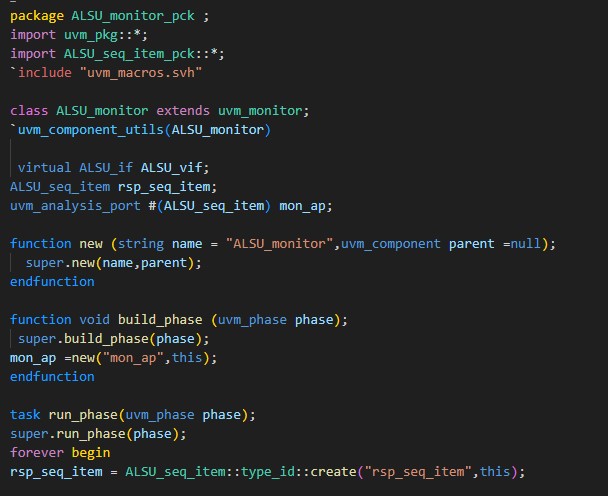 package ALSU_monitor_pck ;
import uvm_pkg::*;
import ALSU_seq_item_pck::*;
`include "uvm_macros.svh"
class ALSU_monitor extends uvm_monitor;
`uvm_component_utils(ALSU_monitor)
virtual ALSU_if ALSU_vif;
ALSU_seq_item rsp_seq_item;
uvm_analysis_port #(ALSU_seq_item) mon_ap;
function new (string name = "ALSU_monitor",uvm_component parent =null);
super.new(name,parent);
endfunction
function void build_phase (uvm_phase phase);
super.build_phase(phase);
mon_ap =new("mon_ap",this);
endfunction
task run_phase(uvm_phase phase);
super.run_phase(phase);
forever begin
rsp_seq_item = ALSU_seq_item::type_id::create("rsp_seq_item",this);